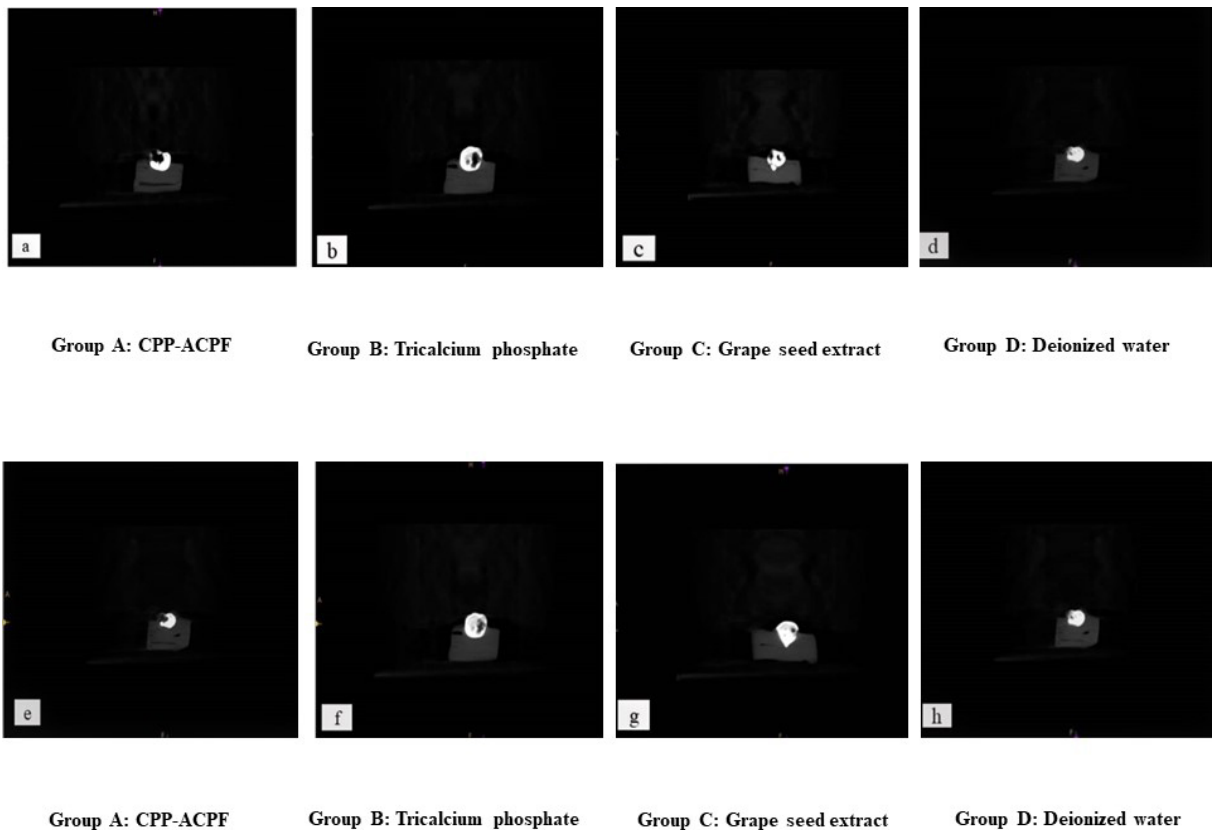 a
b
c
d
Group A: CPP-ACPF
Group B: Tricalcium phosphate
Group C: Grape seed extract
Group D: Deionized water
e
f
g
h
Group A: CPP-ACPF
Group B: Tricalcium phosphate
Group C: Grape seed extract
Group D: Deionized water